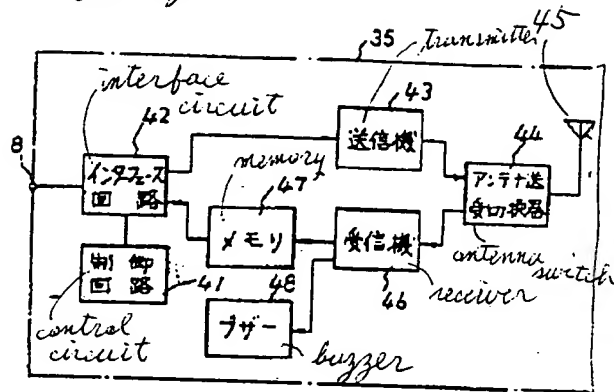 45
35
transmitter
interface
circuit
43
送信機
42
44
8
インタフェース
回 路
memory
47
アンテナ送
受切換器
メモリ
受信機
antenna switch
制 御
回 路
41
48
46
receiver
control
circuit
ブザー
buzzer